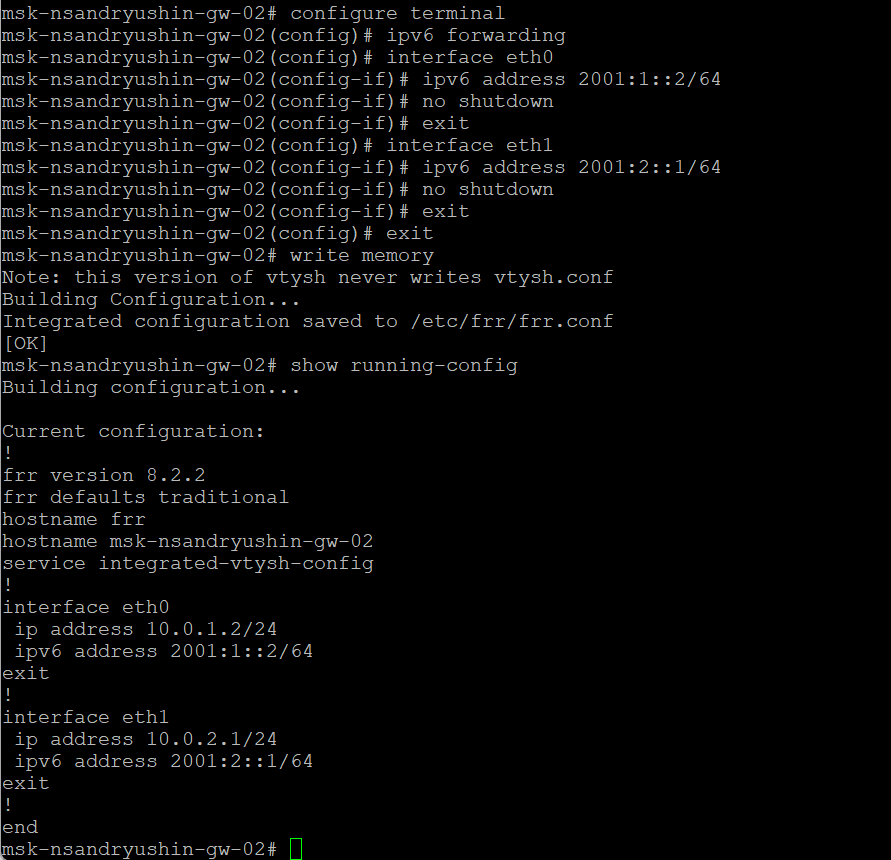 msk-nsandryushin-gw-02# configure terminal
msk-nsandryushin-gw-02(config)# ipv6 forwarding
msk-nsandryushin-gw-02(config)# interface eth0
msk-nsandryushin-gw-02(config-if)# ipv6 address 2001:1::2/64
msk-nsandryushin-gw-02(config-if)# no shutdown
msk-nsandryushin-gw-02(config-if)# exit
msk-nsandryushin-gw-02(config)# interface eth1
msk-nsandryushin-gw-02(config-if)# ipv6 address 2001:2::1/64
msk-nsandryushin-gw-02(config-if)# no shutdown
msk-nsandryushin-gw-02(config-if)# exit
msk-nsandryushin-gw-02(config)# exit
msk-nsandryushin-gw-02# write memory
Note: this version of vtysh never writes vtysh.conf
Building Configuration...
Integrated configuration saved to /etc/frr/frr.conf
[OK]
msk-nsandryushin-gw-02# show running-config
Building configuration...

Current configuration:
!
frr version 8.2.2
frr defaults traditional
hostname frr
hostname msk-nsandryushin-gw-02
service integrated-vtysh-config
!
interface eth0
 ip address 10.0.1.2/24
 ipv6 address 2001:1::2/64
exit
!
interface eth1
 ip address 10.0.2.1/24
 ipv6 address 2001:2::1/64
exit
!
end
msk-nsandryushin-gw-02#